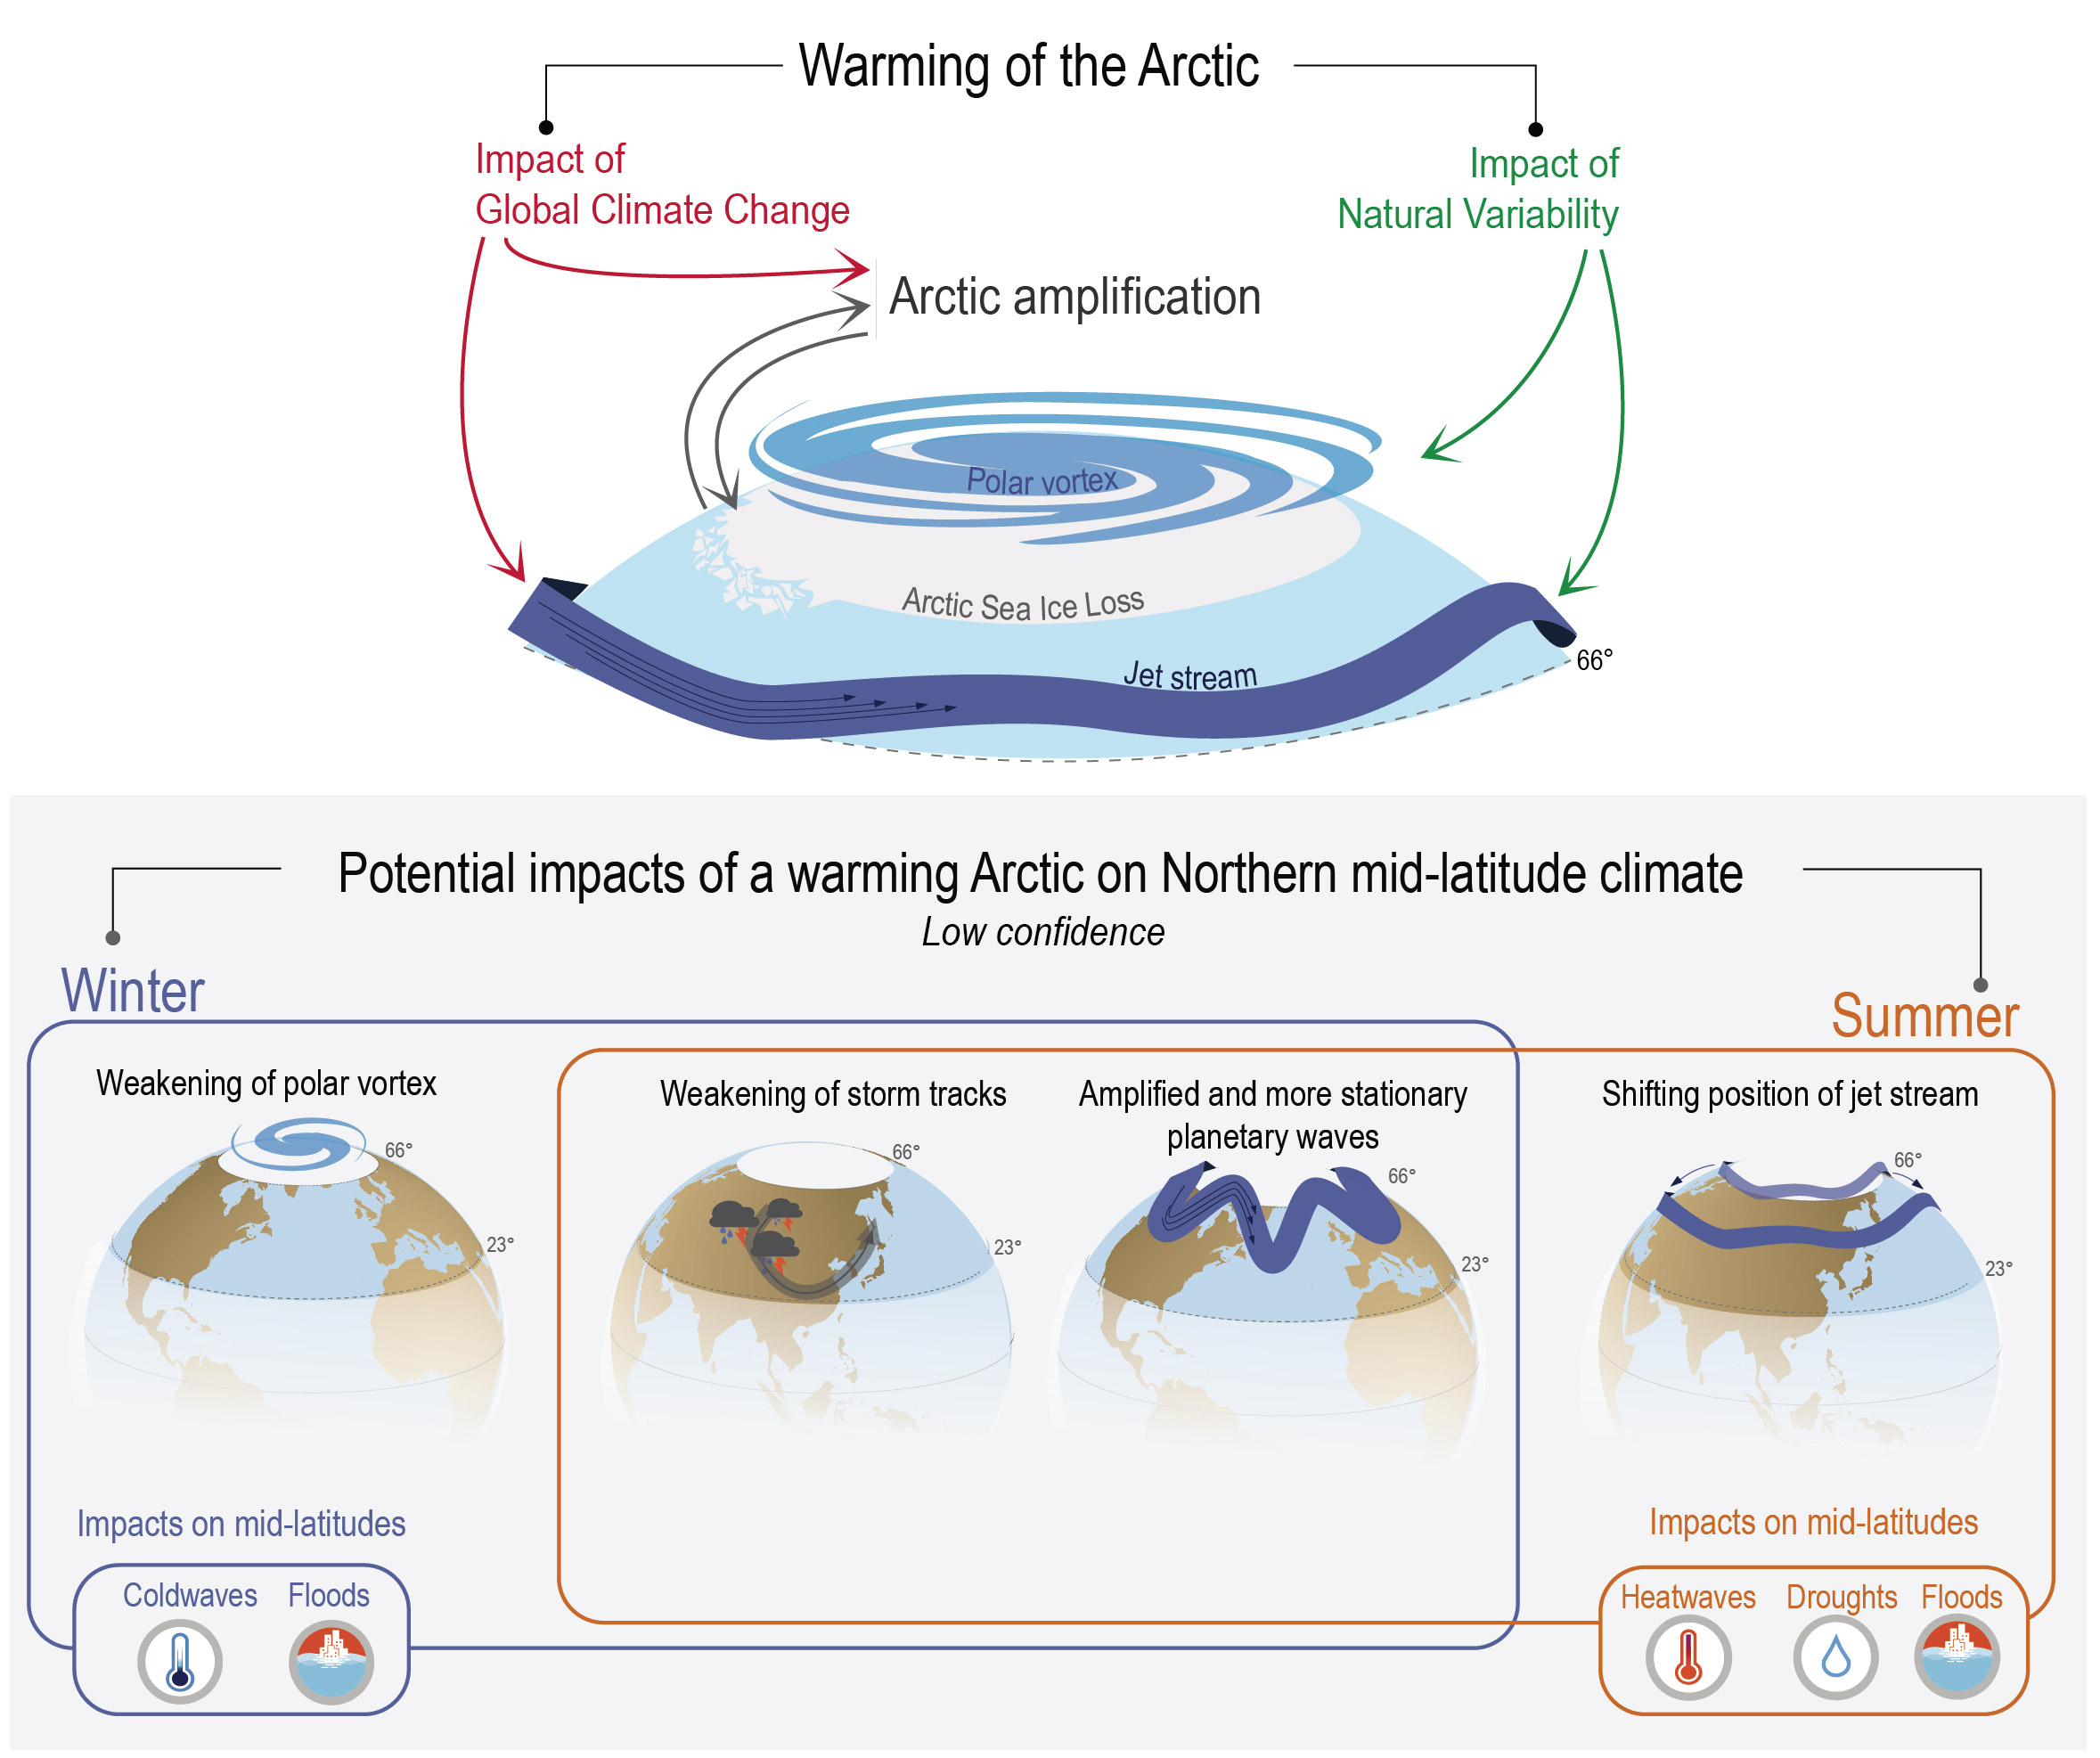 Warming of the Arctic
Impact of
Global Climate Change
Impact of
Natural Variability
Arctic amplification
Polar vortex
Arctic Sea Ice Loss
Jet stream
66°
Potential impacts of a warming Arctic on Northern mid-latitude climate
Low confidence
Winter
Summer
Weakening of polar vortex
66°
23°
Weakening of storm tracks
66°
23°
Amplified and more stationary
planetary waves
66°
23°
Shifting position of jet stream
66°
23°
Impacts on mid-latitudes
Coldwaves
Floods
Impacts on mid-latitudes
Heatwaves
Droughts
Floods